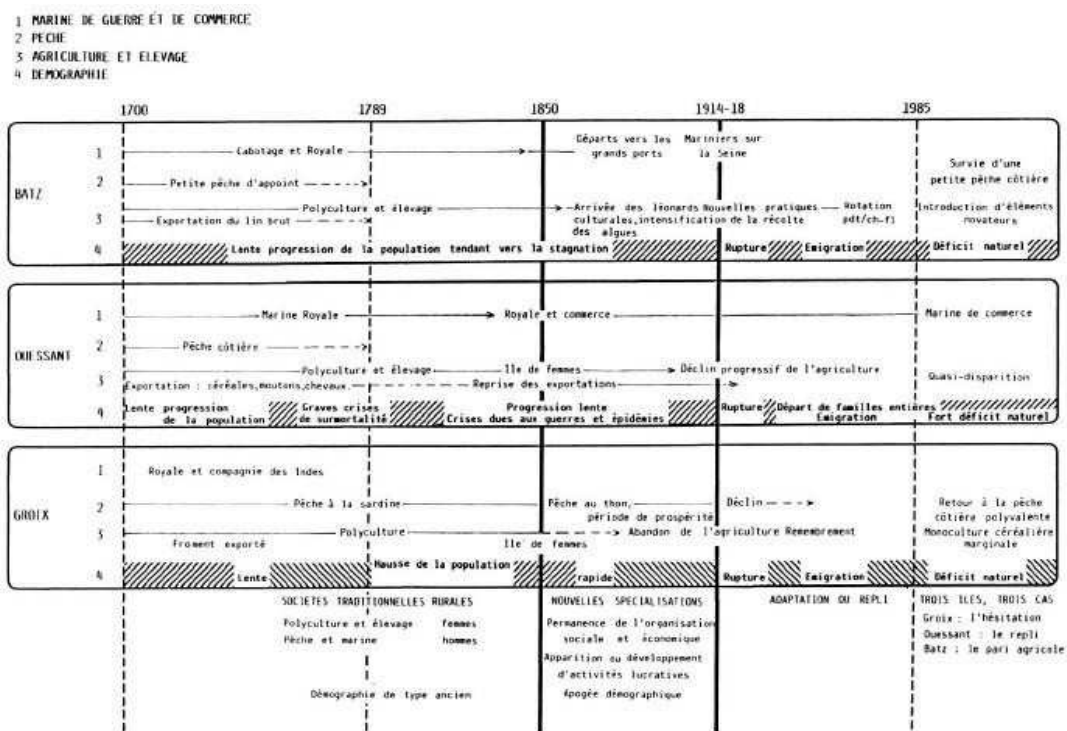 1 MARINE DE GUERRE ET DE COMMERCE
2 PECHE
3 AGRICULTURE ET ELEVAGE
4 DEMOGRAPHIE
1700 1789 1850 1914-18 1985
BATZ
1 Cabotage et Royale Départs vers les grands ports Mariniers sur la Seine
2 Petite pêche d'appoint Survie d'une petite pêche côtière
3 Polyculture et élevage Arrivée des léonards Nouvelles pratiques culturales, intensification de la récolte des algues Rotation pdt/ch-fl Introduction d'éléments novateurs
Exportation du lin brut
4 Lente progression de la population tendant vers la stagnation Rupture Emigration Déficit naturel
OUESSANT
1 Marine Royale Royale et commerce Marine de commerce
2 Pêche côtière
3 Polyculture et élevage Ile de femmes Déclin progressif de l'agriculture Quasi-disparition
Exportation : céréales, moutons, chevaux. Reprise des exportations
4 Lente progression de la population Graves crises de surmortalité Progression lente Crises dues aux guerres et épidémies Rupture Départ de familles entières Emigration Fort déficit naturel
GROIX
1 Royale et compagnie des Indes
2 Pêche à la sardine Pêche au thon, période de prospérité Déclin Retour à la pêche côtière polyvalente
3 Polyculture Abandon de l'agriculture Remembrement Monoculture céréalière marginale
Froment exporté Ile de femmes
4 Lente Hausse de la population rapide Rupture Emigration Déficit naturel
SOCIETES TRADITIONNELLES RURALES
Polyculture et élevage femmes
Pêche et marine hommes
Démographie de type ancien
NOUVELLES SPECIALISATIONS
Permanence de l'organisation
sociale et économique
Apparition ou développement
d'activités lucratives
Apogée démographique
ADAPTATION OU REPLI
TROIS ILES, TROIS CAS
Groix : l'hésitation
Ouessant : le repli
Batz : le pari agricole